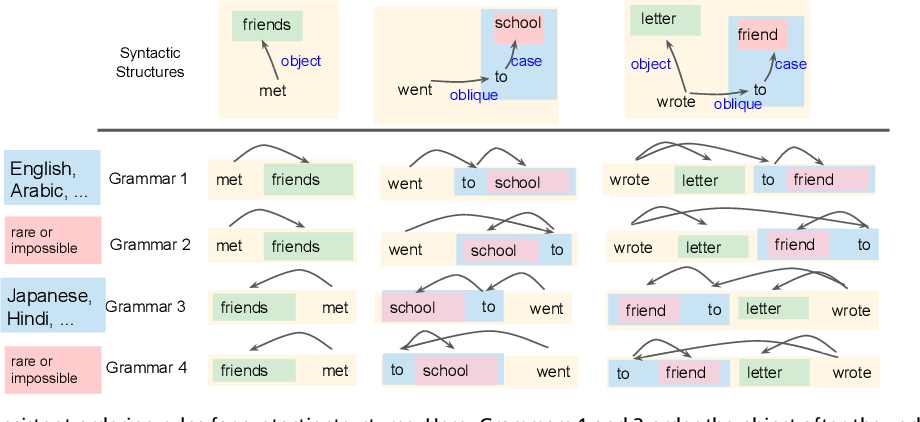 friends
object
met
Syntactic
Structures
school
case
to
went
oblique
letter
friend
object
case
to
wrote
oblique
English,
Arabic, ...
Grammar 1
met friends
went to school
wrote letter to friend
rare or
impossible
Grammar 2
met friends
went school to
wrote letter friend to
Japanese,
Hindi, ...
Grammar 3
friends met
school to went
friend to letter wrote
rare or
impossible
Grammar 4
friends met
to school went
to friend letter wrote